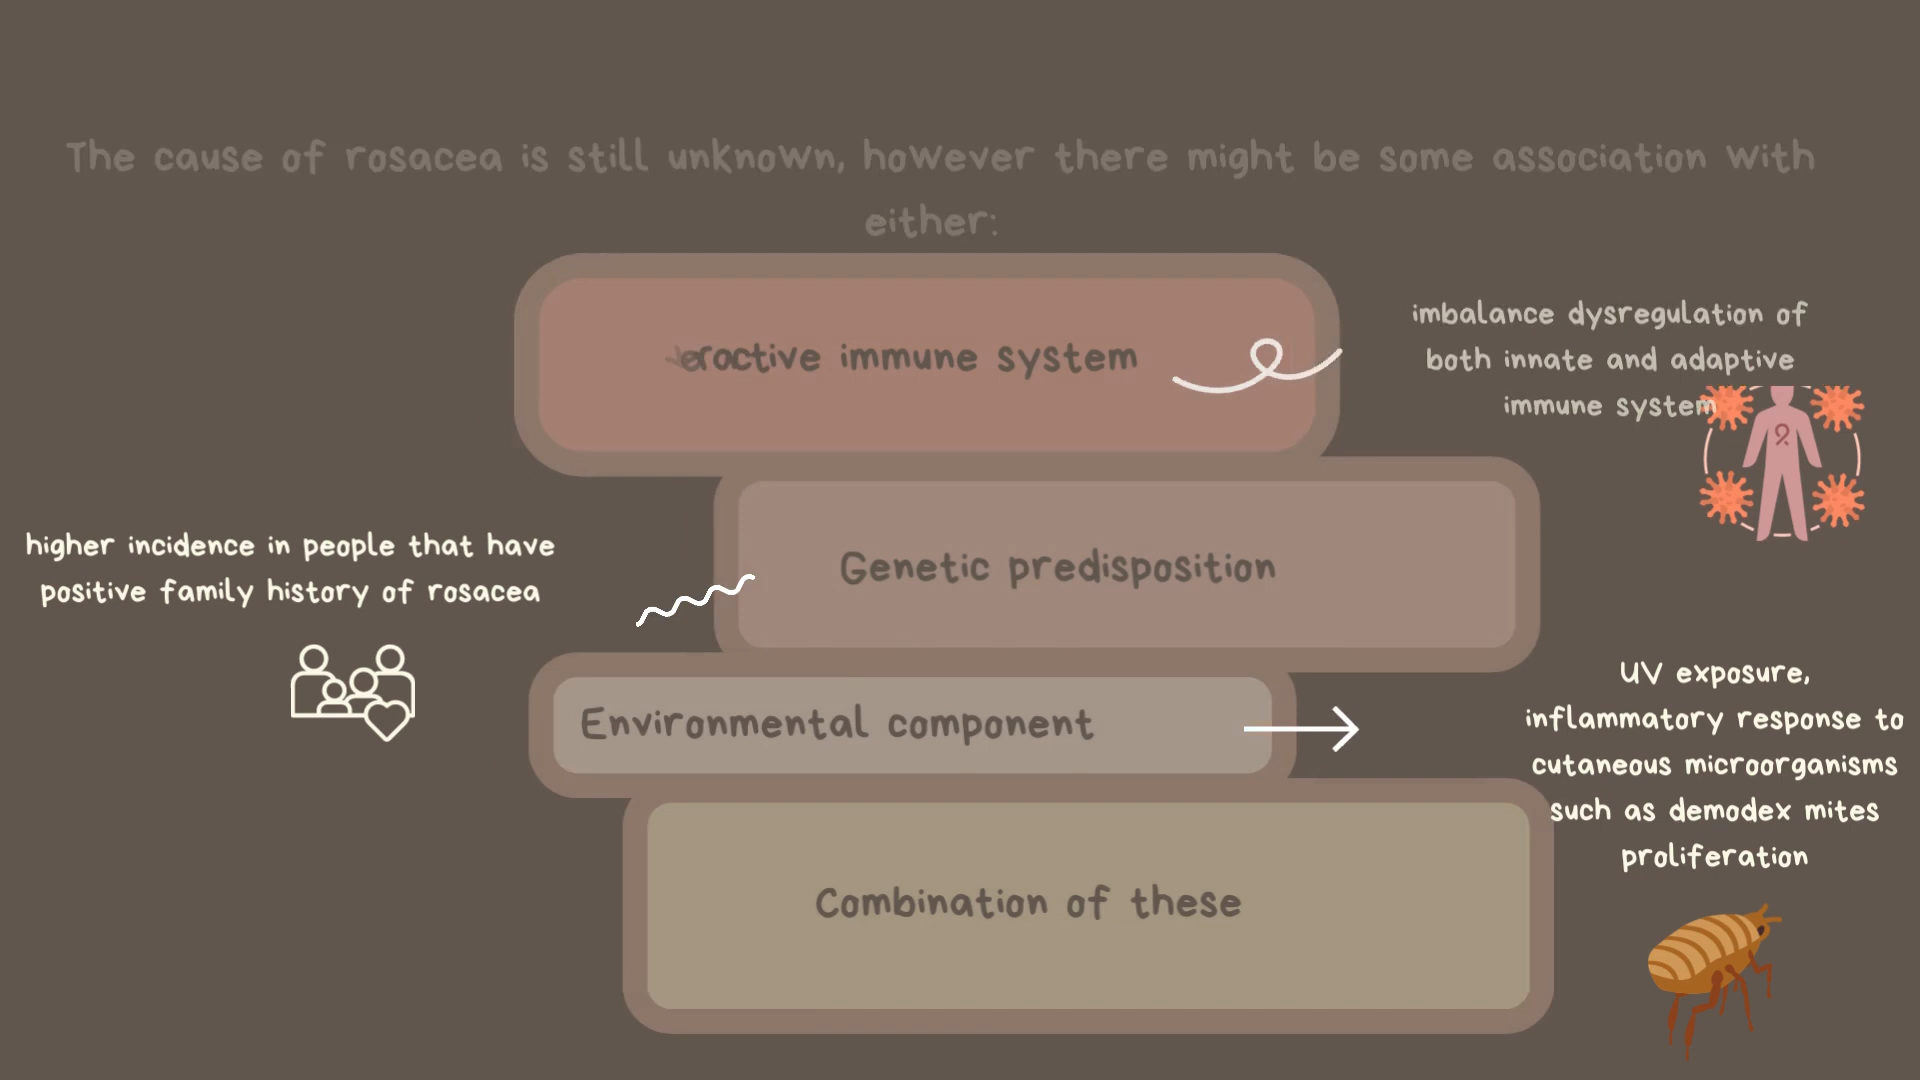 The cause of rosacea is still unknown, however there might be some association with
either:
immune system
imbalance dysregulation of
both innate and adaptive
immune system
higher incidence in people that have
positive family history of rosacea
Genetic predisposition
Environmental component
UV exposure,
inflammatory response to
cutaneous microorganisms
such as demodex mites
proliferation
Combination of these